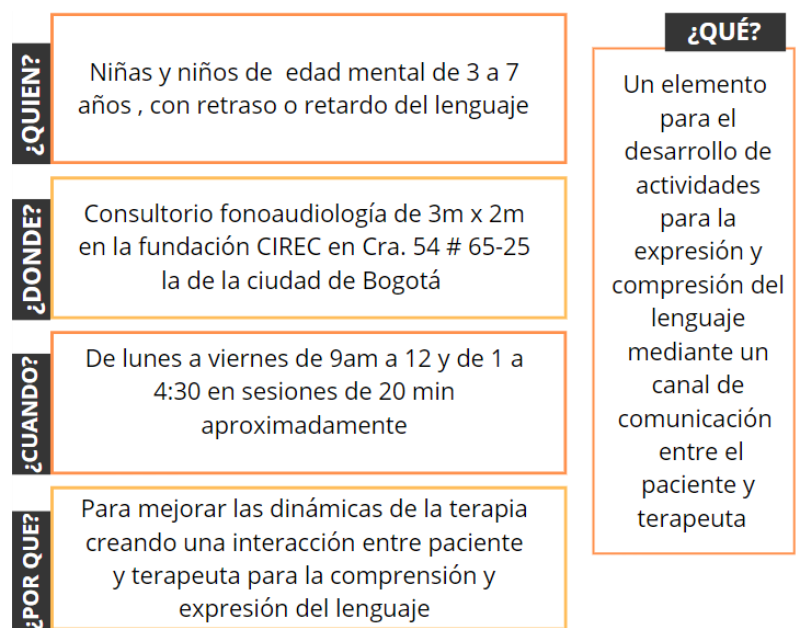 ¿QUIEN?
Niñas y niños de edad mental de 3 a 7
años , con retraso o retardo del lenguaje
¿DONDE?
Consultorio fonoaudiología de 3m x 2m
en la fundación CIREC en Cra. 54 # 65-25
la de la ciudad de Bogotá
¿CUANDO?
De lunes a viernes de 9am a 12 y de 1 a
4:30 en sesiones de 20 min
aproximadamente
¿POR QUE?
Para mejorar las dinámicas de la terapia
creando una interacción entre paciente
y terapeuta para la comprensión y
expresión del lenguaje
¿QUÉ?
Un elemento
para el
desarrollo de
actividades
para la
expresión y
compresión del
lenguaje
mediante un
canal de
comunicación
entre el
paciente y
terapeuta